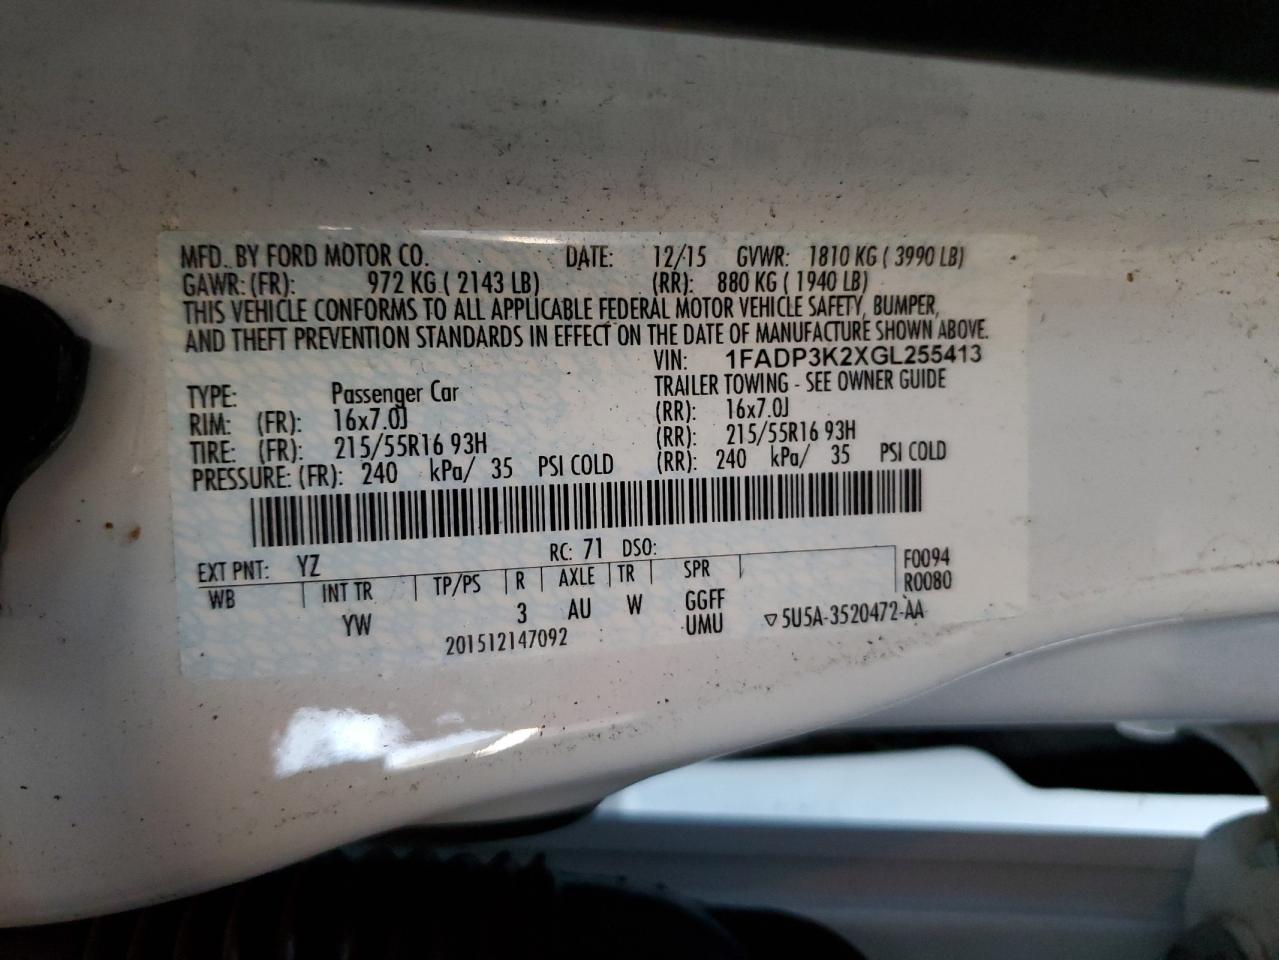 MFD. BY FORD MOTOR CO. DATE: 12/15 GVWR: 1810 KG ( 3990 LB)
GAWR: (FR): 972 KG ( 2143 LB) (RR): 880 KG ( 1940 LB)
THIS VEHICLE CONFORMS TO ALL APPLICABLE FEDERAL MOTOR VEHICLE SAFETY, BUMPER,
AND THEFT PREVENTION STANDARDS IN EFFECT ON THE DATE OF MANUFACTURE SHOWN ABOVE.
VIN: 1FADP3K2XGL255413
TYPE: Passenger Car TRAILER TOWING - SEE OWNER GUIDE
RIM: (FR): 16x7.0J (RR): 16x7.0J
TIRE: (FR): 215/55R16 93H (RR): 215/55R16 93H
PRESSURE: (FR): 240 kPa/ 35 PSI COLD (RR): 240 kPa/ 35 PSI COLD
EXT PNT: YZ RC: 71 DSO:
WB INT TR TP/PS R AXLE TR SPR F0094
R0080
YW 3 AU W GGFF
UMU ▽5U5A-3520472-AA
201512147092